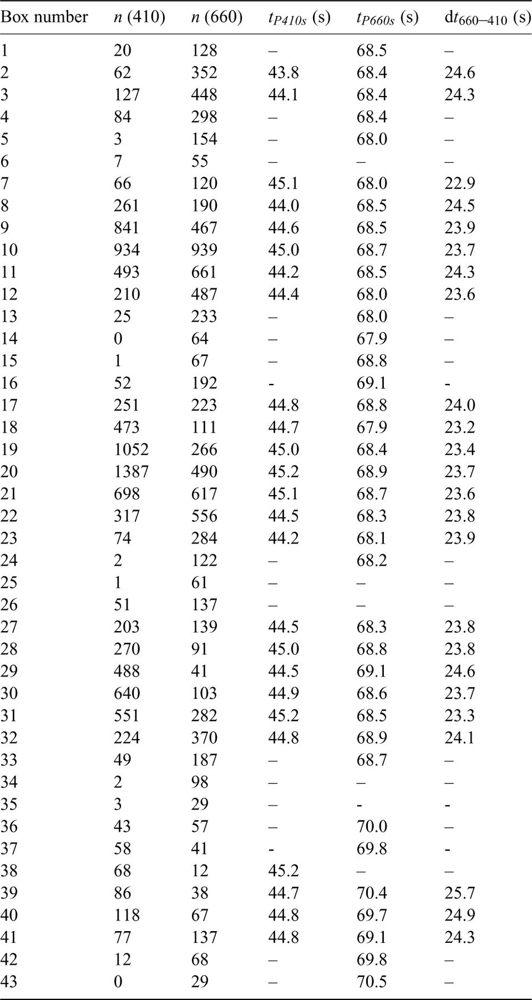 Box number n (410) n (660) tP410s (s) tP660s (s) dt660–410 (s)
1 20 128 – 68.5 –
2 62 352 43.8 68.4 24.6
3 127 448 44.1 68.4 24.3
4 84 298 – 68.4 –
5 3 154 – 68.0 –
6 7 55 – – –
7 66 120 45.1 68.0 22.9
8 261 190 44.0 68.5 24.5
9 841 467 44.6 68.5 23.9
10 934 939 45.0 68.7 23.7
11 493 661 44.2 68.5 24.3
12 210 487 44.4 68.0 23.6
13 25 233 – 68.0 –
14 0 64 – 67.9 –
15 1 67 – 68.8 –
16 52 192 - 69.1 -
17 251 223 44.8 68.8 24.0
18 473 111 44.7 67.9 23.2
19 1052 266 45.0 68.4 23.4
20 1387 490 45.2 68.9 23.7
21 698 617 45.1 68.7 23.6
22 317 556 44.5 68.3 23.8
23 74 284 44.2 68.1 23.9
24 2 122 – 68.2 –
25 1 61 – – –
26 51 137 – – –
27 203 139 44.5 68.3 23.8
28 270 91 45.0 68.8 23.8
29 488 41 44.5 69.1 24.6
30 640 103 44.9 68.6 23.7
31 551 282 45.2 68.5 23.3
32 224 370 44.8 68.9 24.1
33 49 187 – 68.7 –
34 2 98 – – –
35 3 29 – - -
36 43 57 – 70.0 –
37 58 41 - 69.8 -
38 68 12 45.2 – –
39 86 38 44.7 70.4 25.7
40 118 67 44.8 69.7 24.9
41 77 137 44.8 69.1 24.3
42 12 68 – 69.8 –
43 0 29 – 70.5 –